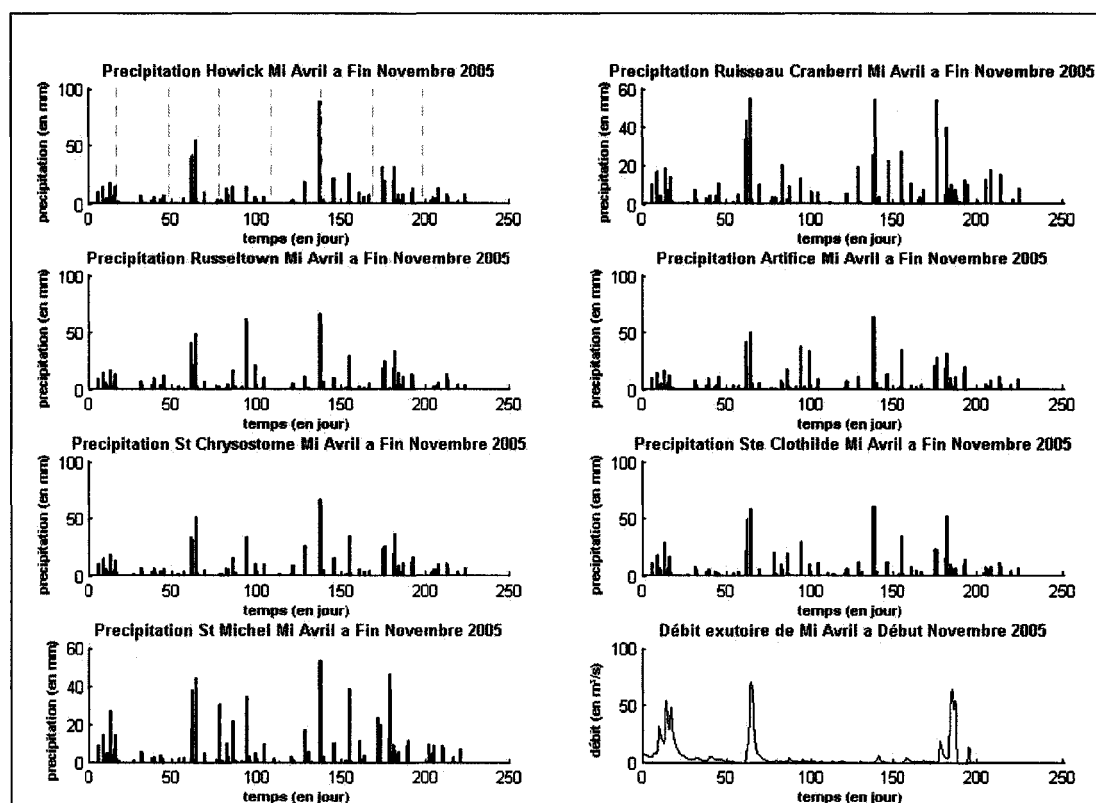 Precipitation Howick Mi Avril a Fin Novembre 2005
precipitation (en mm)
100
50
0
0 50 100 150 200 250
temps (en jour)
Precipitation Ruisseau Cranberri Mi Avril a Fin Novembre 2005
precipitation (en mm)
60
40
20
0
0 50 100 150 200 250
temps (en jour)
Precipitation Russeltown Mi Avril a Fin Novembre 2005
precipitation (en mm)
100
50
0
0 50 100 150 200 250
temps (en jour)
Precipitation Artifice Mi Avril a Fin Novembre 2005
precipitation (en mm)
100
50
0
0 50 100 150 200 250
temps (en jour)
Precipitation St Chrysostome Mi Avril a Fin Novembre 2005
precipitation (en mm)
100
50
0
0 50 100 150 200 250
temps (en jour)
Precipitation Ste Clothilde Mi Avril a Fin Novembre 2005
precipitation (en mm)
100
50
0
0 50 100 150 200 250
temps (en jour)
Precipitation St Michel Mi Avril a Fin Novembre 2005
precipitation (en mm)
60
40
20
0
0 50 100 150 200 250
temps (en jour)
Débit exutoire de Mi Avril a Début Novembre 2005
débit (en m³/s)
100
50
0
0 50 100 150 200 250
temps (en jour)